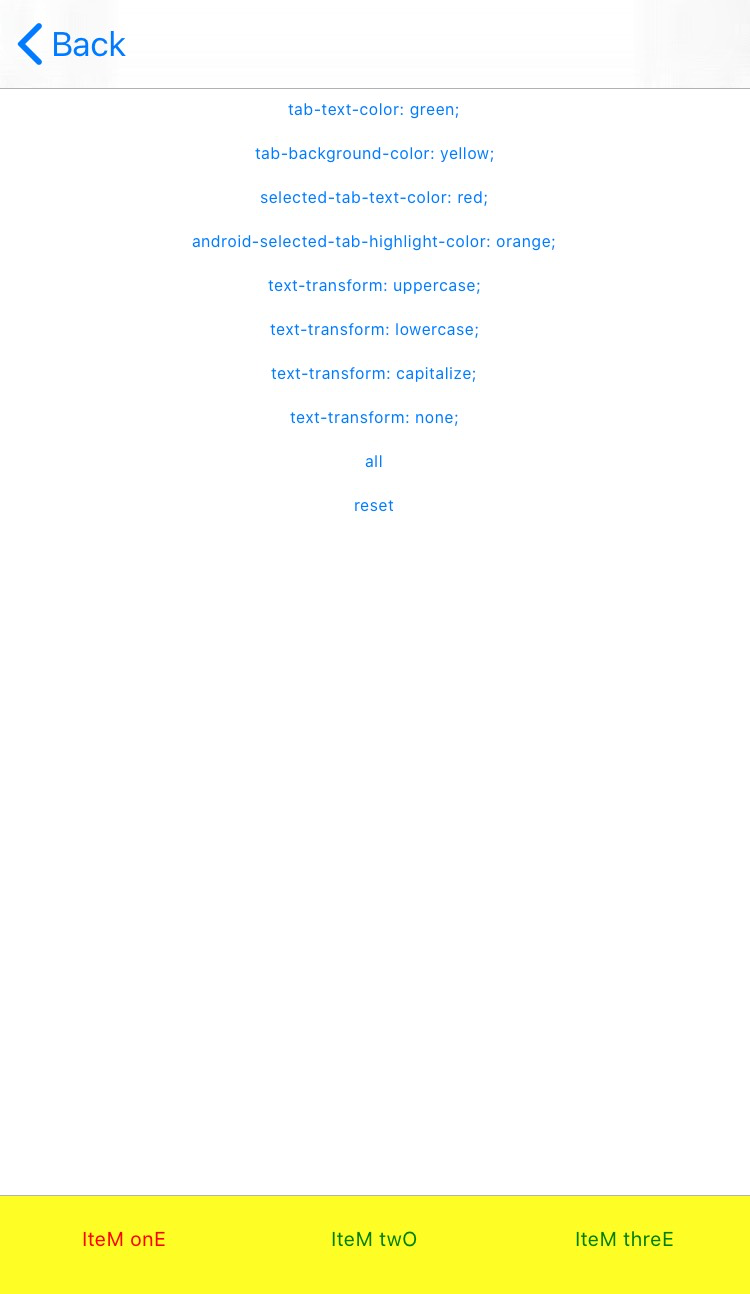 Back
tab-text-color: green;
tab-background-color: yellow;
selected-tab-text-color: red;
android-selected-tab-highlight-color: orange;
text-transform: uppercase;
text-transform: lowercase;
text-transform: capitalize;
text-transform: none;
all
reset
IteM onE IteM twO IteM threE